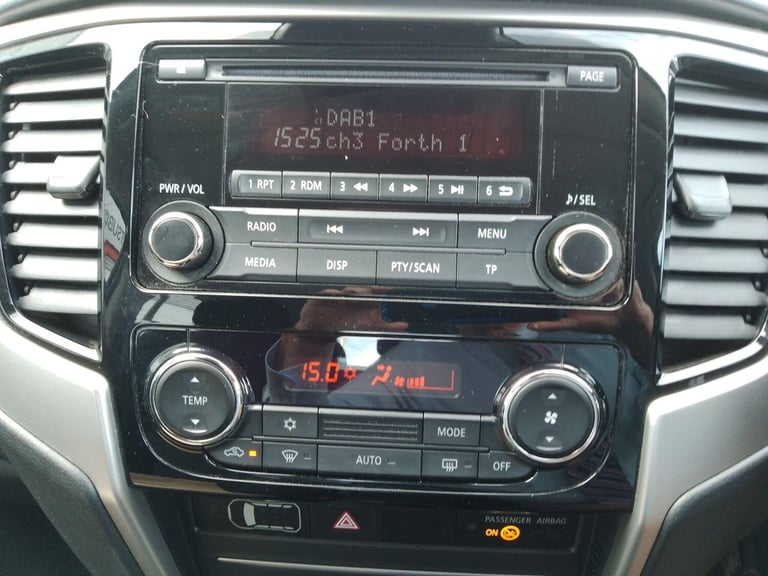 PAGE
CT DAB1
1525 ch3 Forth 1
PWR / VOL
1 RPT 2 RDM 3 4 5 6
♪/SEL
RADIO MENU
MEDIA DISP PTY/SCAN TP
15.0
TEMP
MODE
AUTO OFF
PASSENGER AIRBAG
ON